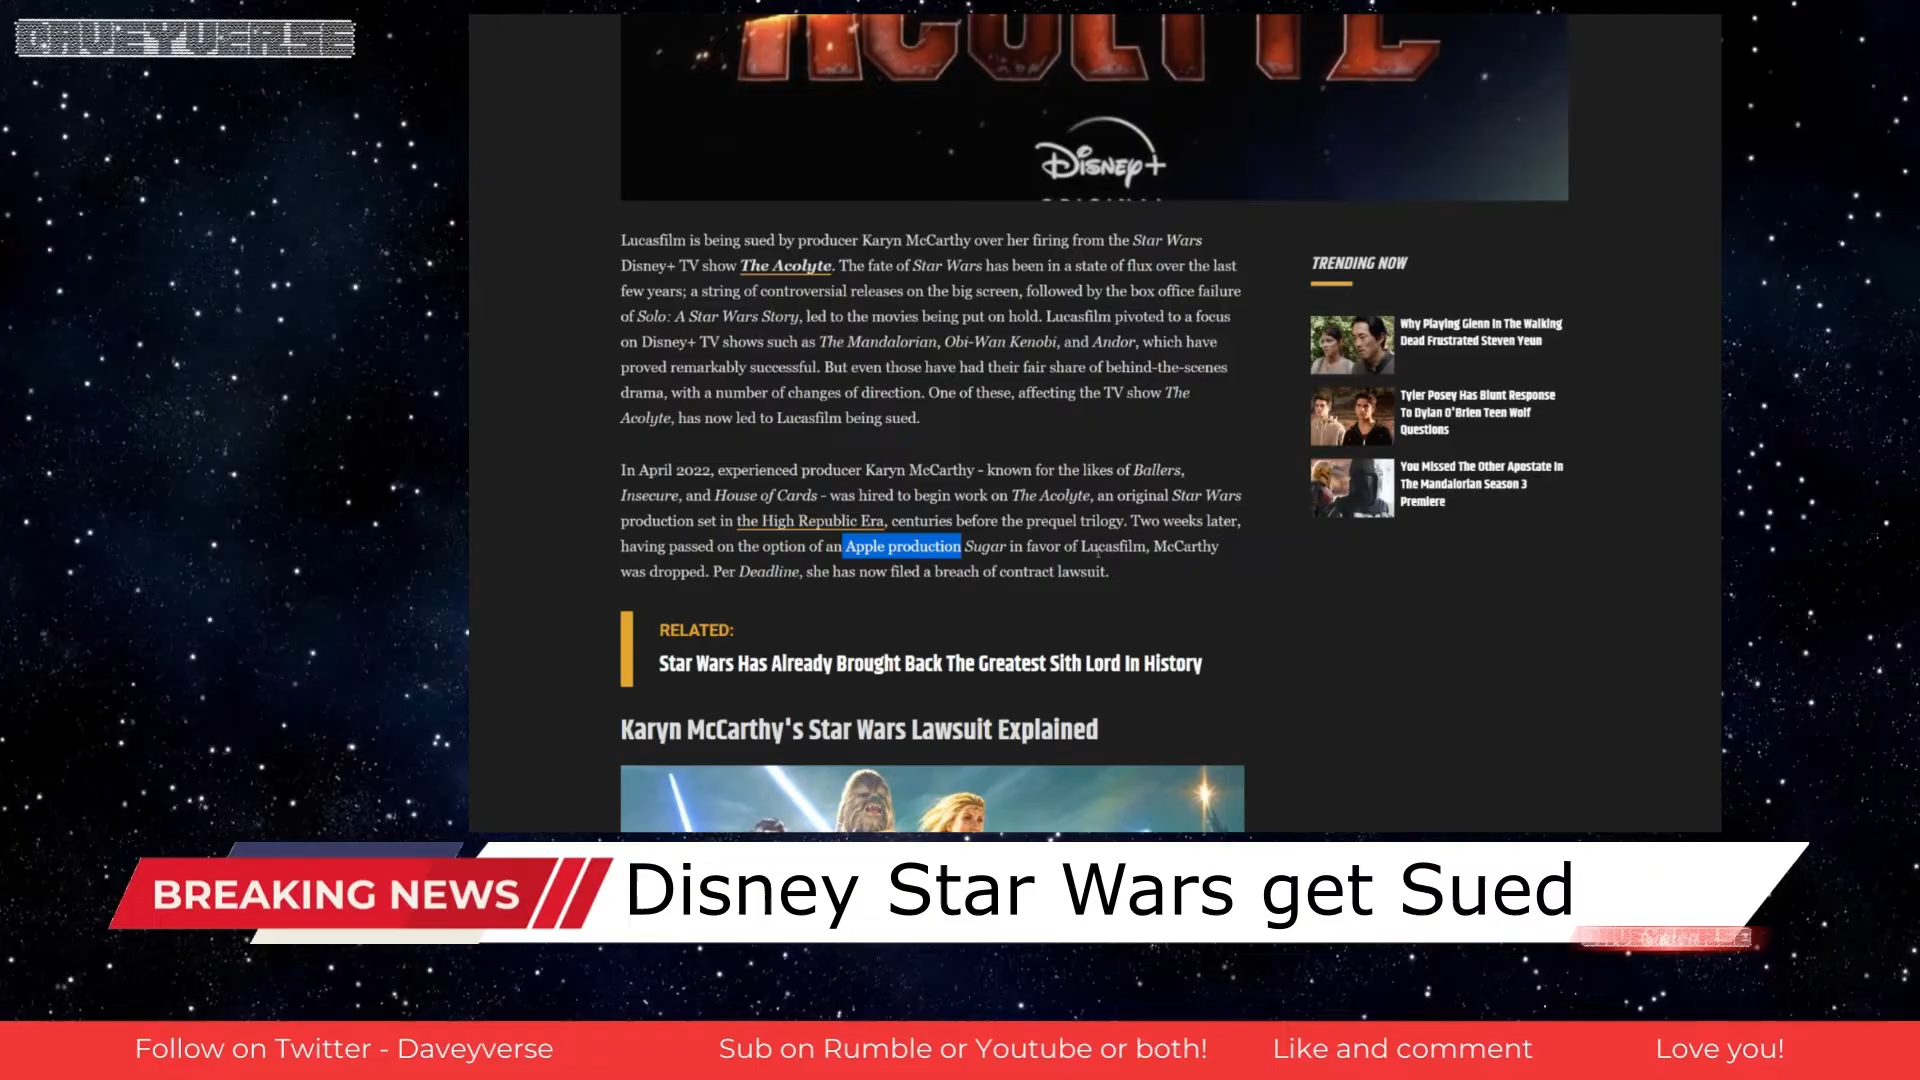 DAVEYVERSE
ACOLYTE
Disney+
Lucasfilm is being sued by producer Karyn McCarthy over her firing from the Star Wars
Disney+ TV show The Acolyte. The fate of Star Wars has been in a state of flux over the last
few years; a string of controversial releases on the big screen, followed by the box office failure
of Solo: A Star Wars Story, led to the movies being put on hold. Lucasfilm pivoted to a focus
on Disney+ TV shows such as The Mandalorian, Obi-Wan Kenobi, and Andor, which have
proved remarkably successful. But even those have had their fair share of behind-the-scenes
drama, with a number of changes of direction. One of these, affecting the TV show The
Acolyte, has now led to Lucasfilm being sued.
In April 2022, experienced producer Karyn McCarthy - known for the likes of Ballers,
Insecure, and House of Cards - was hired to begin work on The Acolyte, an original Star Wars
production set in the High Republic Era, centuries before the prequel trilogy. Two weeks later,
having passed on the option of an Apple production Sugar in favor of Lucasfilm, McCarthy
was dropped. Per Deadline, she has now filed a breach of contract lawsuit.
RELATED:
Star Wars Has Already Brought Back The Greatest Sith Lord In History
Karyn McCarthy's Star Wars Lawsuit Explained
TRENDING NOW
Why Playing Glenn In The Walking
Dead Frustrated Steven Yeun
Tyler Posey Has Blunt Response
To Dylan O'Brien Teen Wolf
Questions
You Missed The Other Apostate In
The Mandalorian Season 3
Premiere
BREAKING NEWS
Disney Star Wars get Sued
Follow on Twitter - Daveyverse
Sub on Rumble or Youtube or both!
Like and comment
Love you!